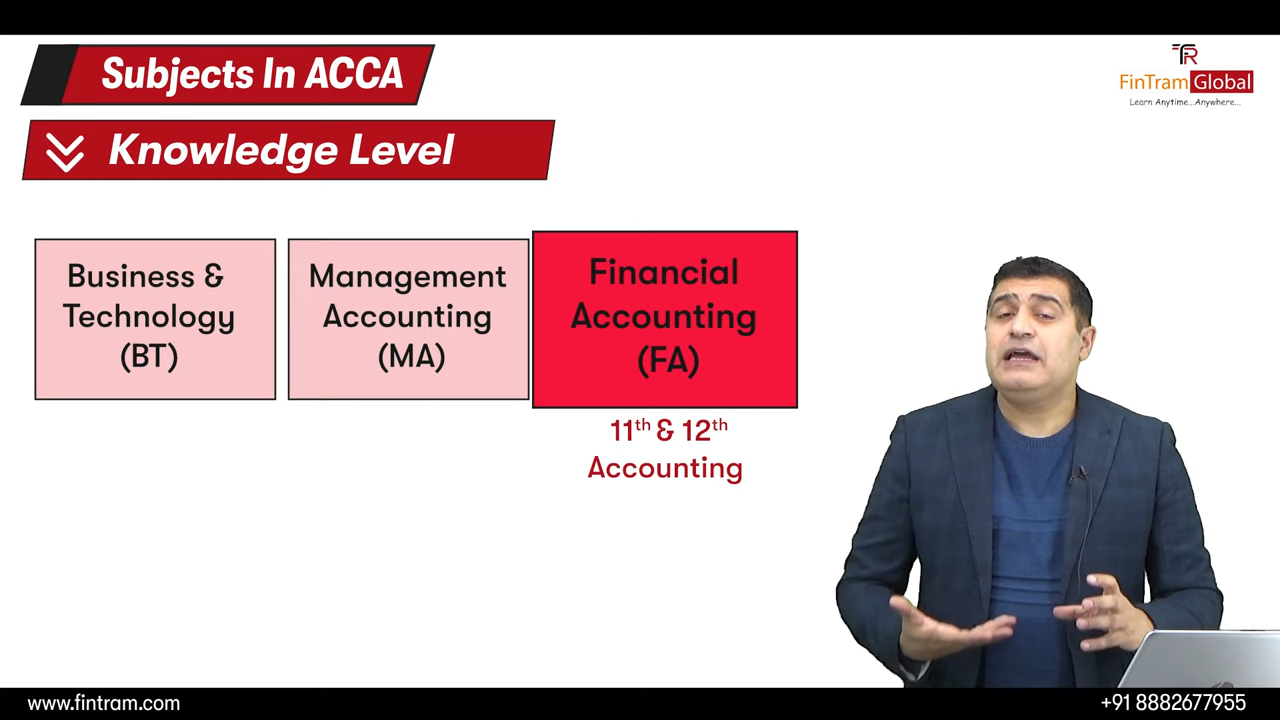 Subjects In ACCA
FR
FinTram Global
Learn Anytime...Anywhere...
Knowledge Level
Business &
Technology
(BT)
Management
Accounting
(MA)
Financial
Accounting
(FA)
11th & 12th
Accounting
www.fintram.com
+91 8882677955